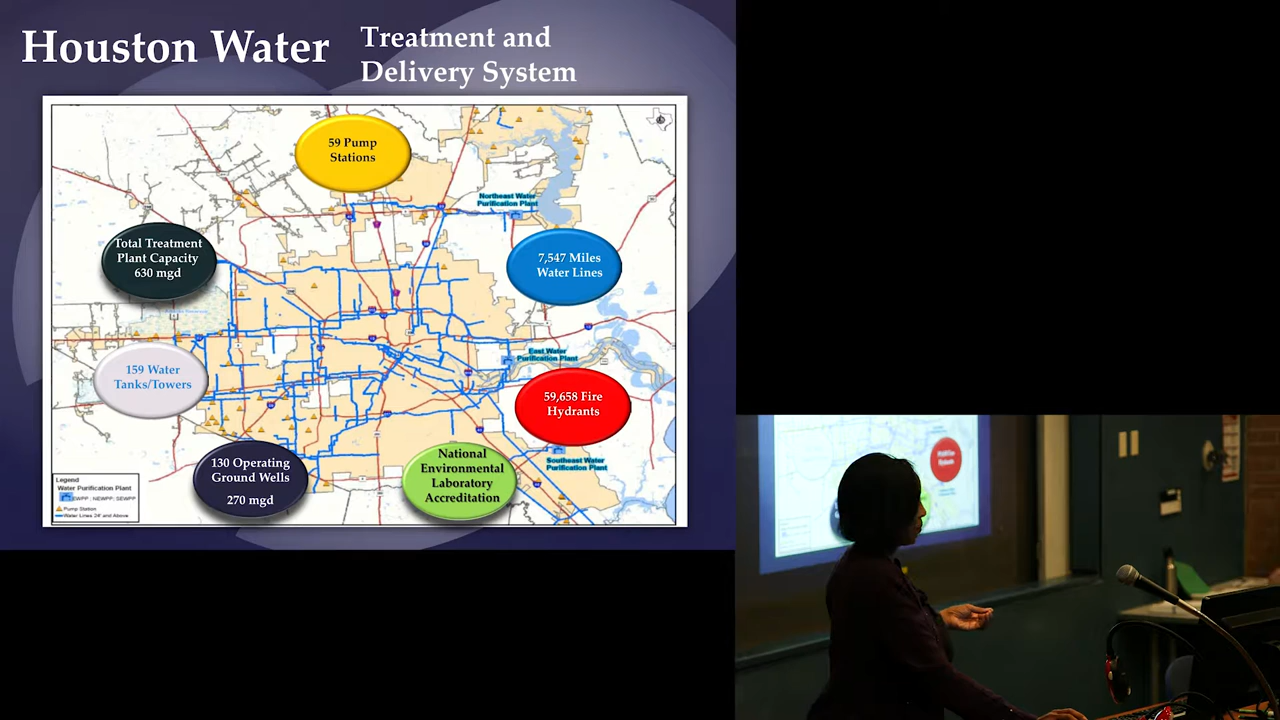 Houston Water
Treatment and
Delivery System
59 Pump
Stations
Northeast Water
Purification Plant
Total Treatment
Plant Capacity
630 mgd
7,547 Miles
Water Lines
East Water
Purification Plant
159 Water
Tanks/Towers
59,658 Fire
Hydrants
130 Operating
Ground Wells
270 mgd
National
Environmental
Laboratory
Accreditation
Southeast Water
Purification Plant
Legend
Water Purification Plant
EWPP ; NEWPP; SEWPP
Pump Station
Water Lines 24" and Above